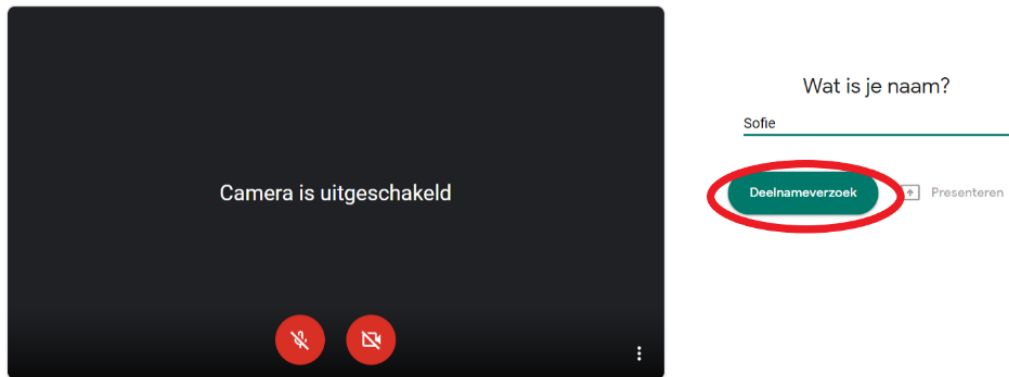 Camera is uitgeschakeld
Wat is je naam?
Sofie
Deelnameverzoek
Presenteren